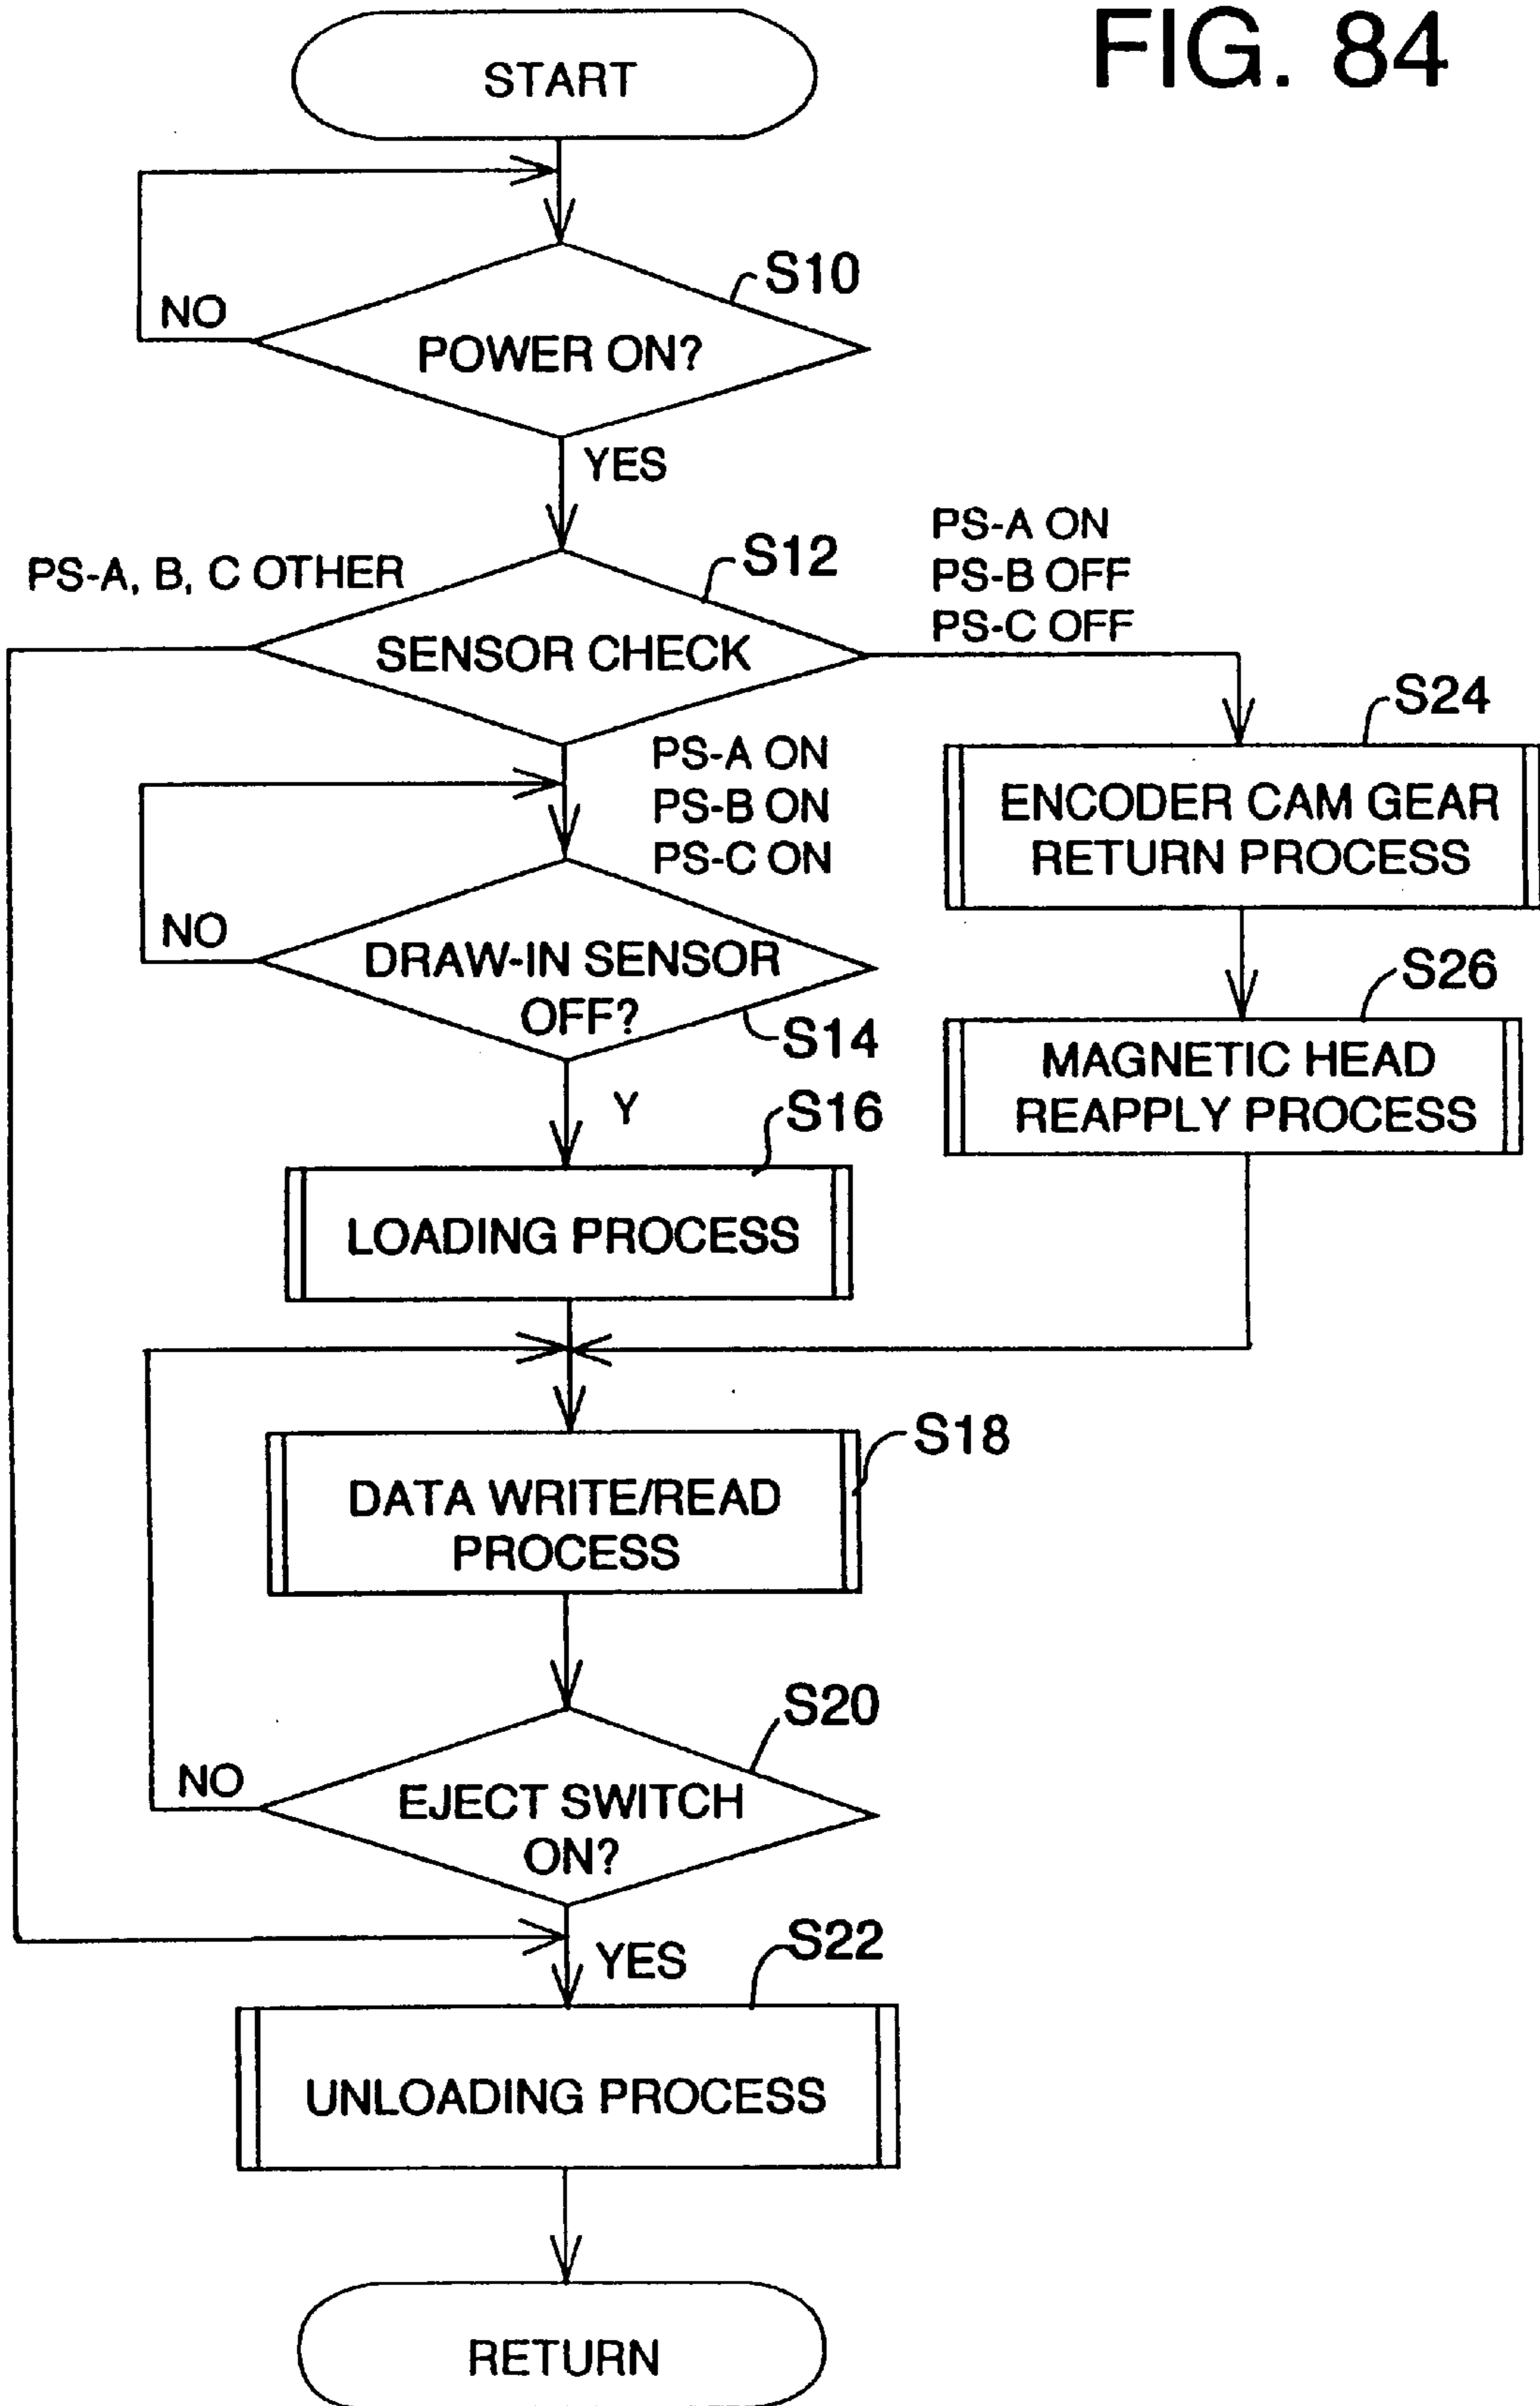 FIG. 84
START
S10
NO
POWER ON?
YES
PS-A, B, C OTHER
S12
PS-A ON
PS-B OFF
PS-C OFF
SENSOR CHECK
S24
PS-A ON
PS-B ON
PS-C ON
ENCODER CAM GEAR
RETURN PROCESS
NO
DRAW-IN SENSOR
OFF?
S14
S26
MAGNETIC HEAD
REAPPLY PROCESS
Y
S16
LOADING PROCESS
S18
DATA WRITE/READ
PROCESS
S20
NO
EJECT SWITCH
ON?
YES
S22
UNLOADING PROCESS
RETURN